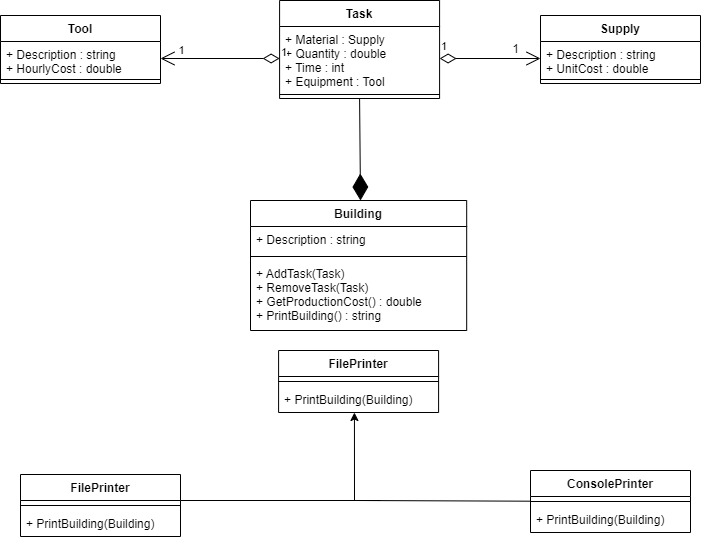 Tool
+ Description : string
+ HourlyCost : double
1
1
Task
+ Material : Supply
+ Quantity : double
+ Time : int
+ Equipment : Tool
1
1
Supply
+ Description : string
+ UnitCost : double
Building
+ Description : string
+ AddTask(Task)
+ RemoveTask(Task)
+ GetProductionCost() : double
+ PrintBuilding() : string
FilePrinter
+ PrintBuilding(Building)
FilePrinter
+ PrintBuilding(Building)
ConsolePrinter
+ PrintBuilding(Building)